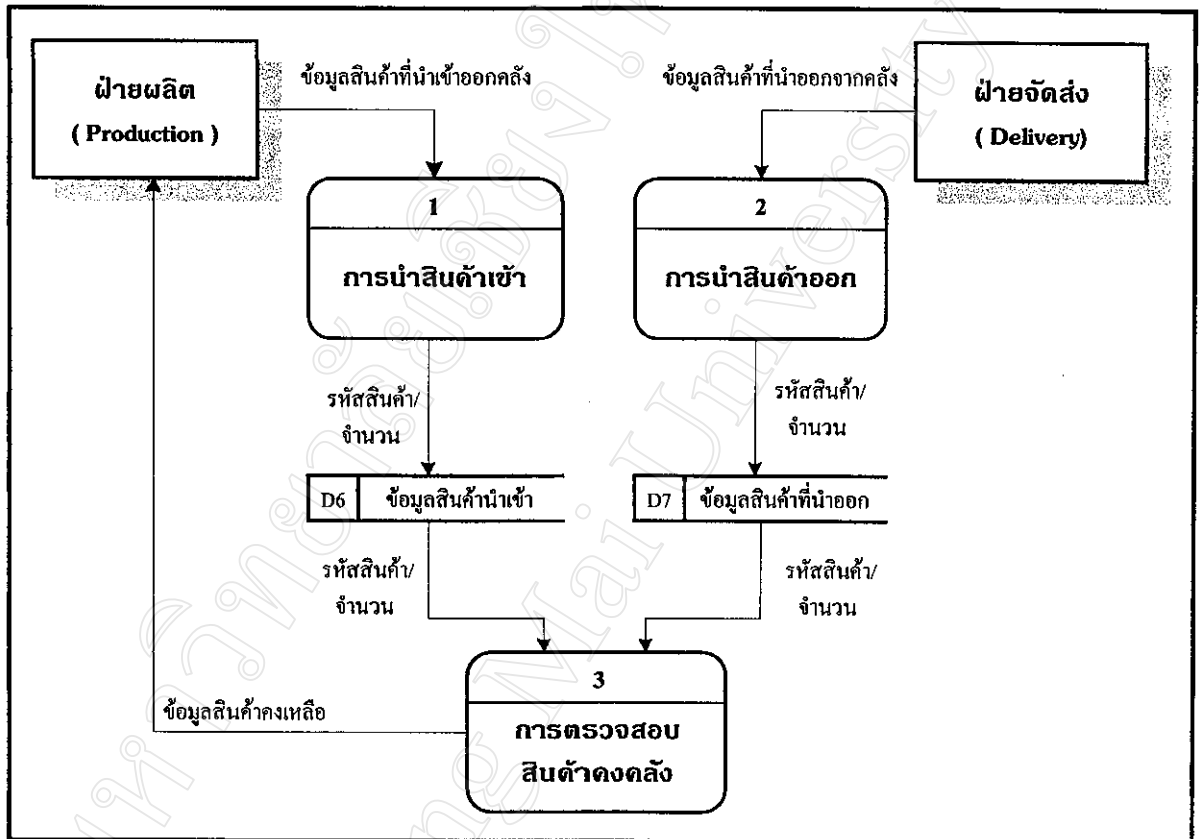 ฝ่ายผลิต
( Production )
ข้อมูลสินค้าที่นำเข้าออกคลัง
ข้อมูลสินค้าที่นำออกจากคลัง
ฝ่ายจัดส่ง
( Delivery)
1
การนำสินค้าเข้า
2
การนำสินค้าออก
รหัสสินค้า/
จำนวน
รหัสสินค้า/
จำนวน
D6 ข้อมูลสินค้านำเข้า
D7 ข้อมูลสินค้าที่นำออก
รหัสสินค้า/
จำนวน
รหัสสินค้า/
จำนวน
3
การตรวจสอบ
สินค้าคงคลัง
ข้อมูลสินค้าคงเหลือ
Mai University